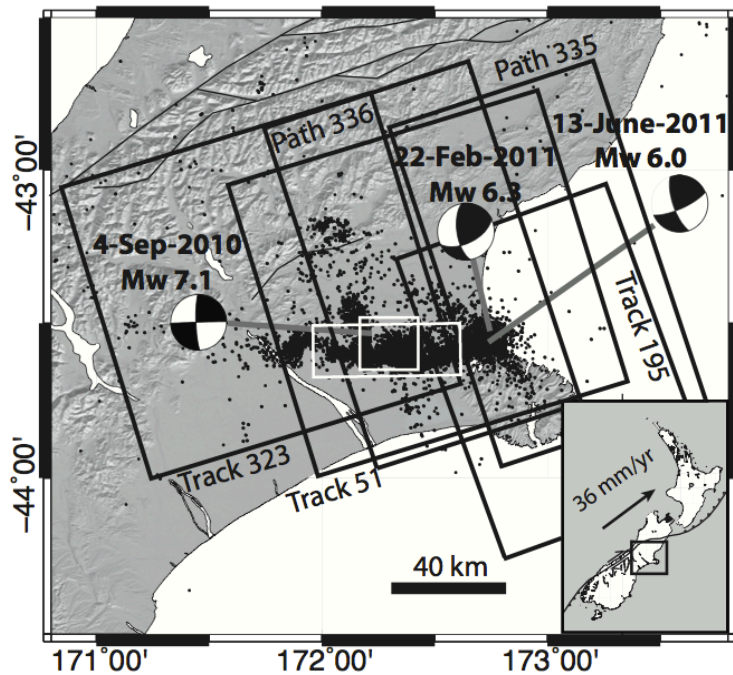 Path 335
Path 336
13-June-2011
Mw 6.0
22-Feb-2011
Mw 6.3
4-Sep-2010
Mw 7.1
−43°00'
Track 195
Track 323
Track 51
−44°00'
40 km
36 mm/yr
171°00'
172°00'
173°00'